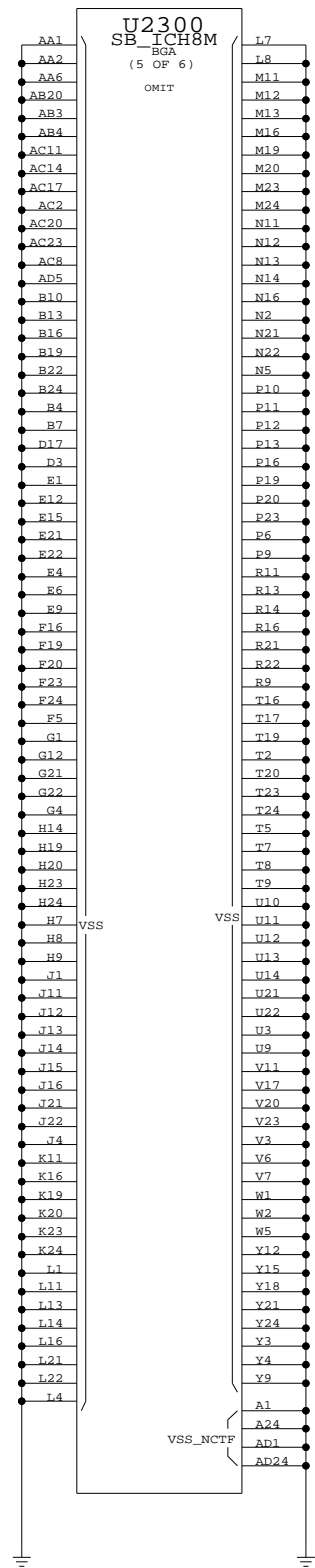 U2300
SB_ICH8M
BGA
(5 OF 6)
OMIT
AA1 L7
AA2 L8
AA6 M11
AB20 M12
AB3 M13
AB4 M16
AC11 M19
AC14 M20
AC17 M23
AC2 M24
AC20 N11
AC23 N12
AC8 N13
AD5 N14
B10 N16
B13 N2
B16 N21
B19 N22
B22 N5
B24 P10
B4 P11
B7 P12
D17 P13
D3 P16
E1 P19
E12 P20
E15 P23
E21 P6
E22 P9
E4 R11
E6 R13
E9 R14
F16 R16
F19 R21
F20 R22
F23 R9
F24 T16
F5 T17
G1 T19
G12 T2
G21 T20
G22 T23
G4 T24
H14 T5
H19 T7
H20 T8
H23 T9
H24 U10
H7 VSS VSS U11
H8 U12
H9 U13
J1 U14
J11 U21
J12 U22
J13 U3
J14 U9
J15 V11
J16 V17
J21 V20
J22 V23
J4 V3
K11 V6
K16 V7
K19 W1
K20 W2
K23 W5
K24 Y12
L1 Y15
L11 Y18
L13 Y21
L14 Y24
L16 Y3
L21 Y4
L22 Y9
L4
A1
A24
VSS_NCTF AD1
AD24